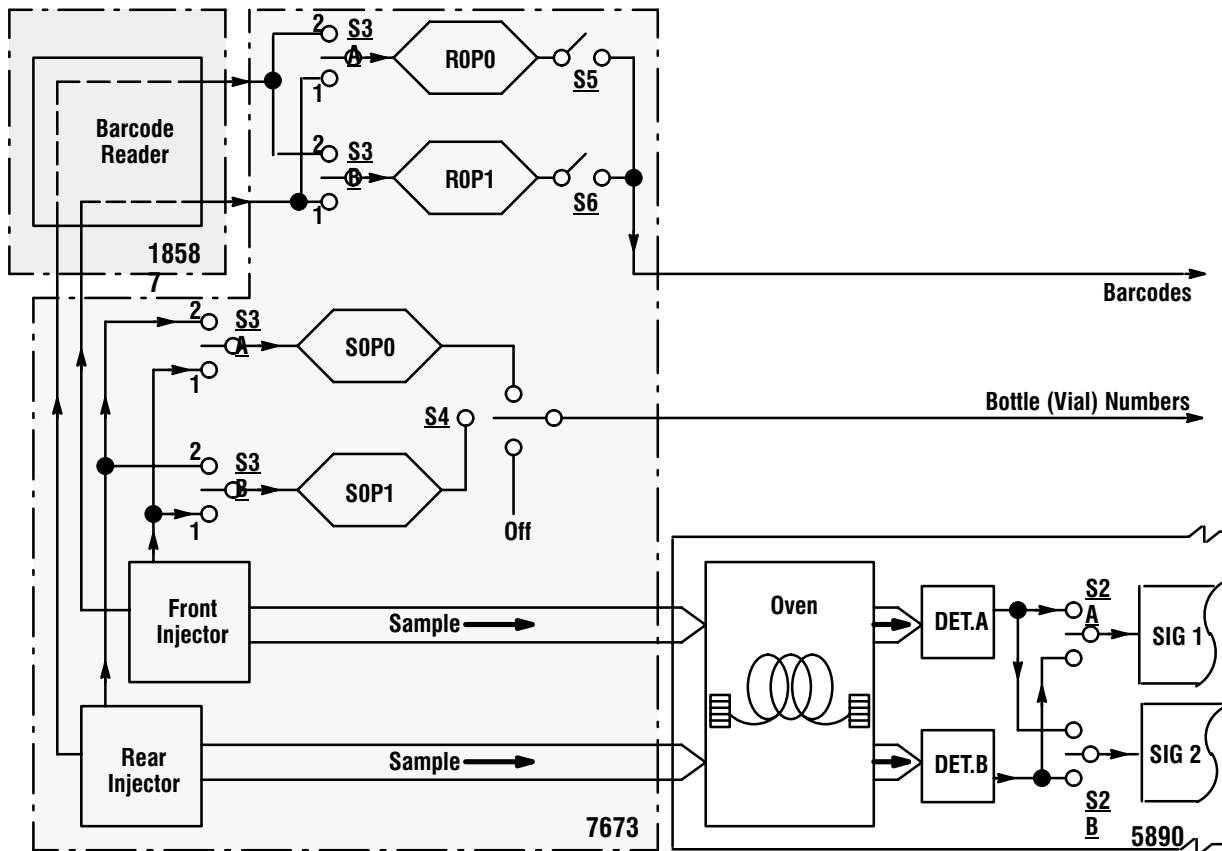 2
S3
A
1
R0P0
S5
Barcode
Reader
2
S3
B
1
R0P1
S6
1858
7
Barcodes
2
S3
A
1
S0P0
S4
Bottle (Vial) Numbers
2
S3
B
1
S0P1
Off
Front
Injector
Sample
Oven
DET.A
S2
A
SIG 1
Rear
Injector
Sample
DET.B
SIG 2
S2
B
7673
5890